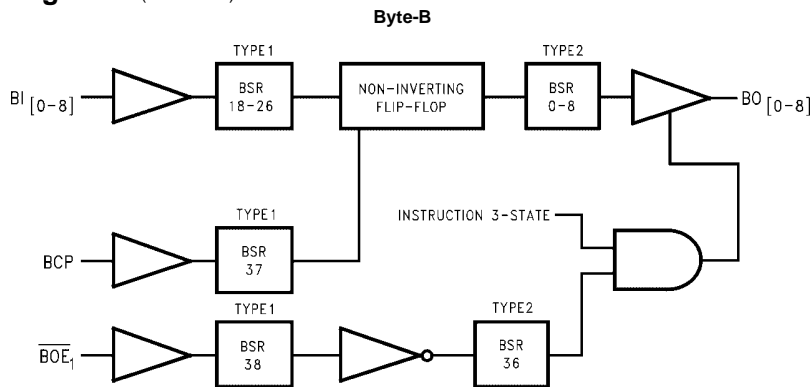 Byte-B
TYPE1
TYPE2
BI [0-8]
BSR
18-26
NON-INVERTING
FLIP-FLOP
BSR
0-8
BO [0-8]
TYPE1
INSTRUCTION 3-STATE
BCP
BSR
37
TYPE1
TYPE2
BOE1
BSR
38
BSR
36